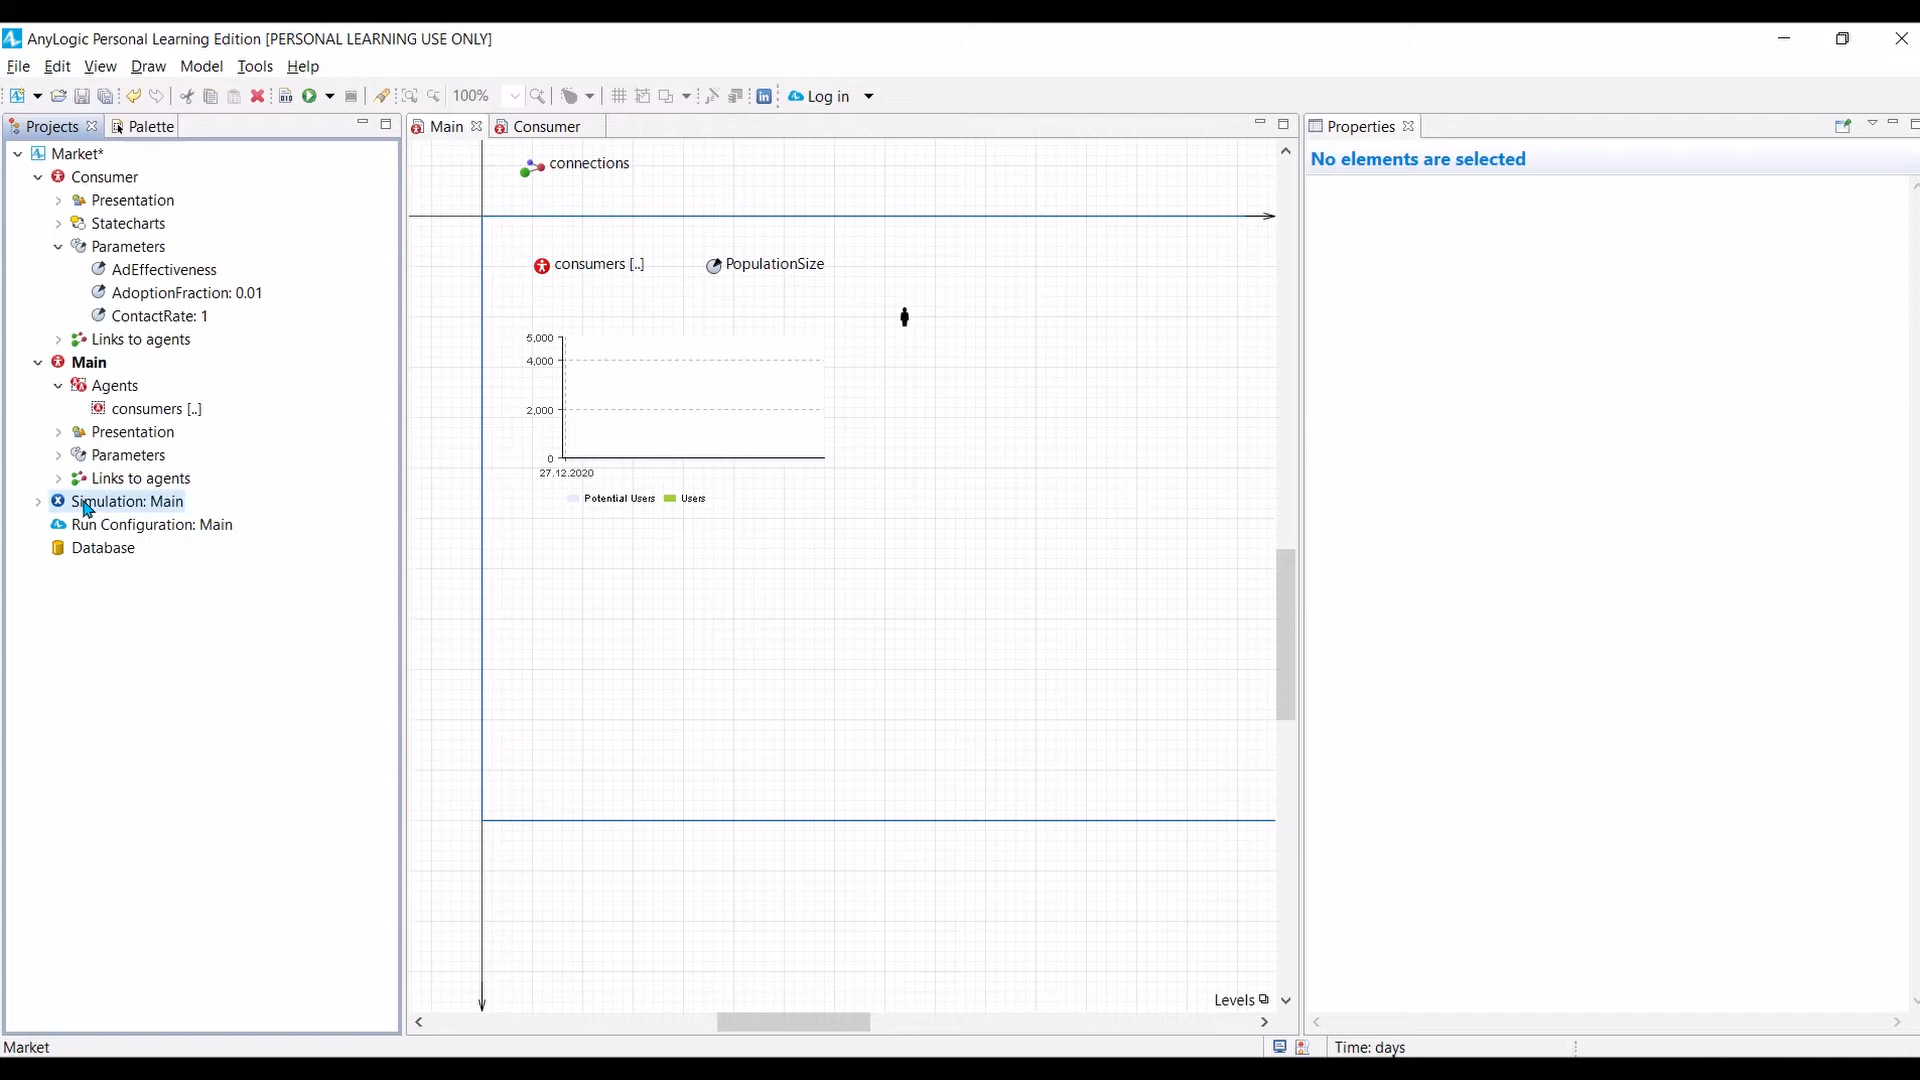 AnyLogic Personal Learning Edition [PERSONAL LEARNING USE ONLY]
File Edit View Draw Model Tools Help
100% Log in
Projects Palette
Market*
Consumer
Presentation
Statecharts
Parameters
AdEffectiveness
AdoptionFraction: 0.01
ContactRate: 1
Links to agents
Main
Agents
consumers [..]
Presentation
Parameters
Links to agents
Simulation: Main
Run Configuration: Main
Database
Main Consumer
connections
consumers [..] PopulationSize
5,000
4,000
2,000
0
27.12.2020
Potential Users Users
Levels
Properties
No elements are selected
Market
Time: days